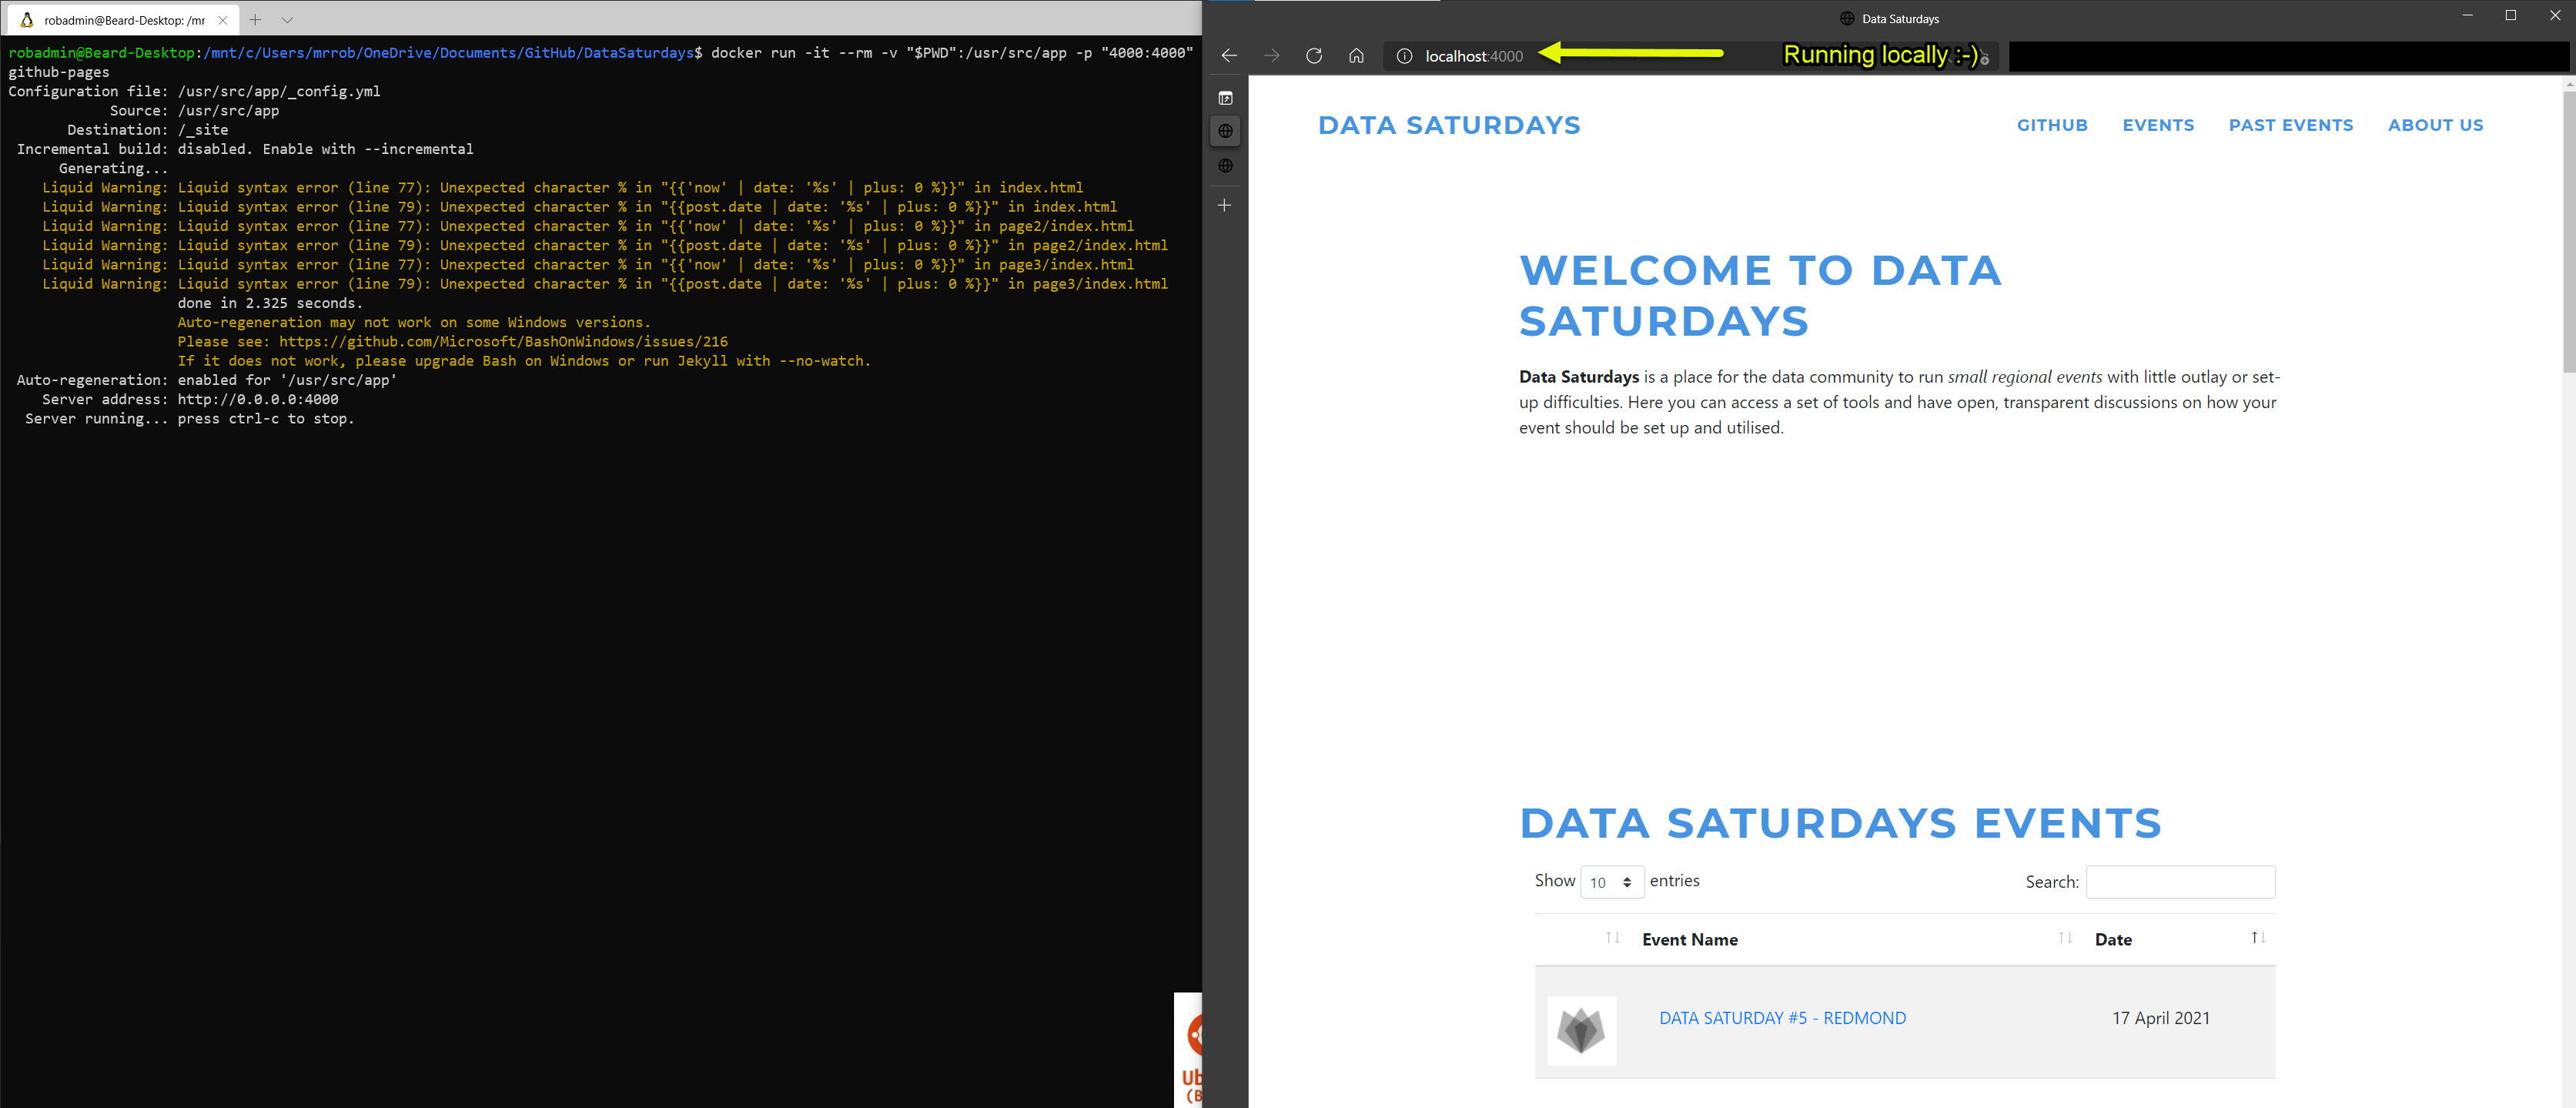 robadmin@Beard-Desktop: /mr
robadmin@Beard-Desktop:/mnt/c/Users/mrrob/OneDrive/Documents/GitHub/DataSaturdays$ docker run -it --rm -v "$PWD":/usr/src/app -p "4000:4000"
github-pages
Configuration file: /usr/src/app/_config.yml
Source: /usr/src/app
Destination: /_site
Incremental build: disabled. Enable with --incremental
Generating...
Liquid Warning: Liquid syntax error (line 77): Unexpected character % in "{{'now' | date: '%s' | plus: 0 %}}" in index.html
Liquid Warning: Liquid syntax error (line 79): Unexpected character % in "{{post.date | date: '%s' | plus: 0 %}}" in index.html
Liquid Warning: Liquid syntax error (line 77): Unexpected character % in "{{'now' | date: '%s' | plus: 0 %}}" in page2/index.html
Liquid Warning: Liquid syntax error (line 79): Unexpected character % in "{{post.date | date: '%s' | plus: 0 %}}" in page2/index.html
Liquid Warning: Liquid syntax error (line 77): Unexpected character % in "{{'now' | date: '%s' | plus: 0 %}}" in page3/index.html
Liquid Warning: Liquid syntax error (line 79): Unexpected character % in "{{post.date | date: '%s' | plus: 0 %}}" in page3/index.html
done in 2.325 seconds.
Auto-regeneration may not work on some Windows versions.
Please see: https://github.com/Microsoft/BashOnWindows/issues/216
If it does not work, please upgrade Bash on Windows or run Jekyll with --no-watch.
Auto-regeneration: enabled for '/usr/src/app'
Server address: http://0.0.0.0:4000
Server running... press ctrl-c to stop.
Ub
(B
Data Saturdays
localhost:4000
Running locally :-)
DATA SATURDAYS
GITHUB EVENTS PAST EVENTS ABOUT US
WELCOME TO DATA
SATURDAYS
Data Saturdays is a place for the data community to run small regional events with little outlay or set-
up difficulties. Here you can access a set of tools and have open, transparent discussions on how your
event should be set up and utilised.
DATA SATURDAYS EVENTS
Show 10 entries Search:
Event Name Date
DATA SATURDAY #5 - REDMOND 17 April 2021